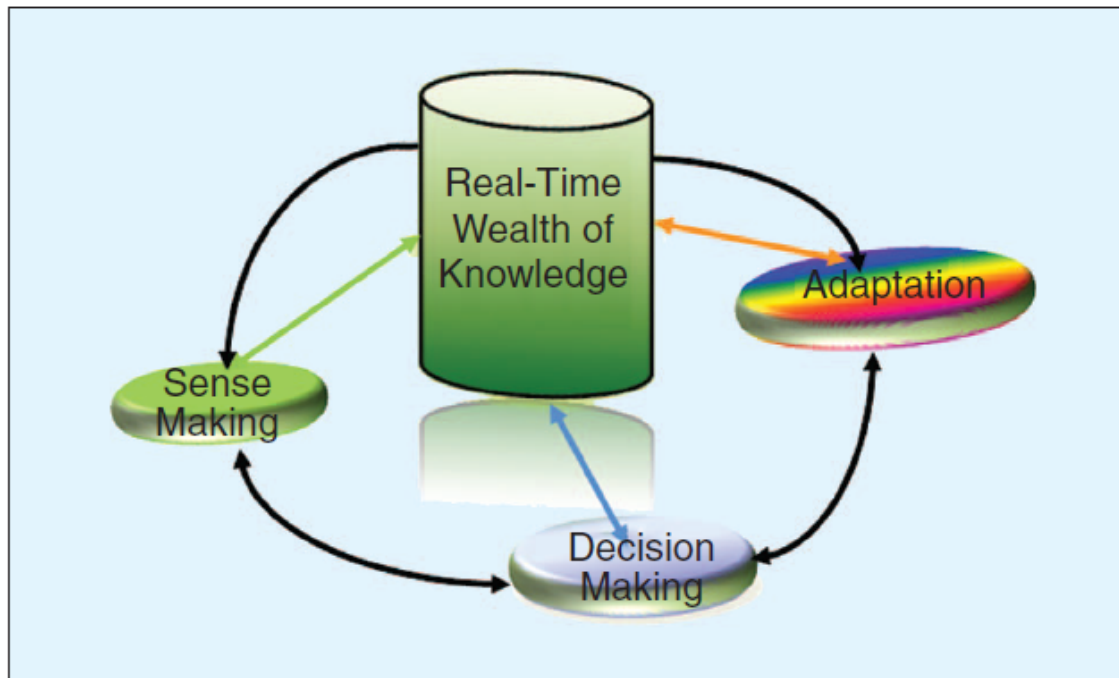 Real-Time
Wealth of
Knowledge
Adaptation
Sense
Making
Decision
Making